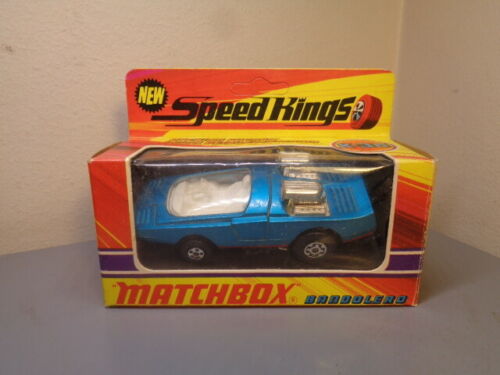 NEW
Speed Kings
"MATCHBOX"® BANDOLERO